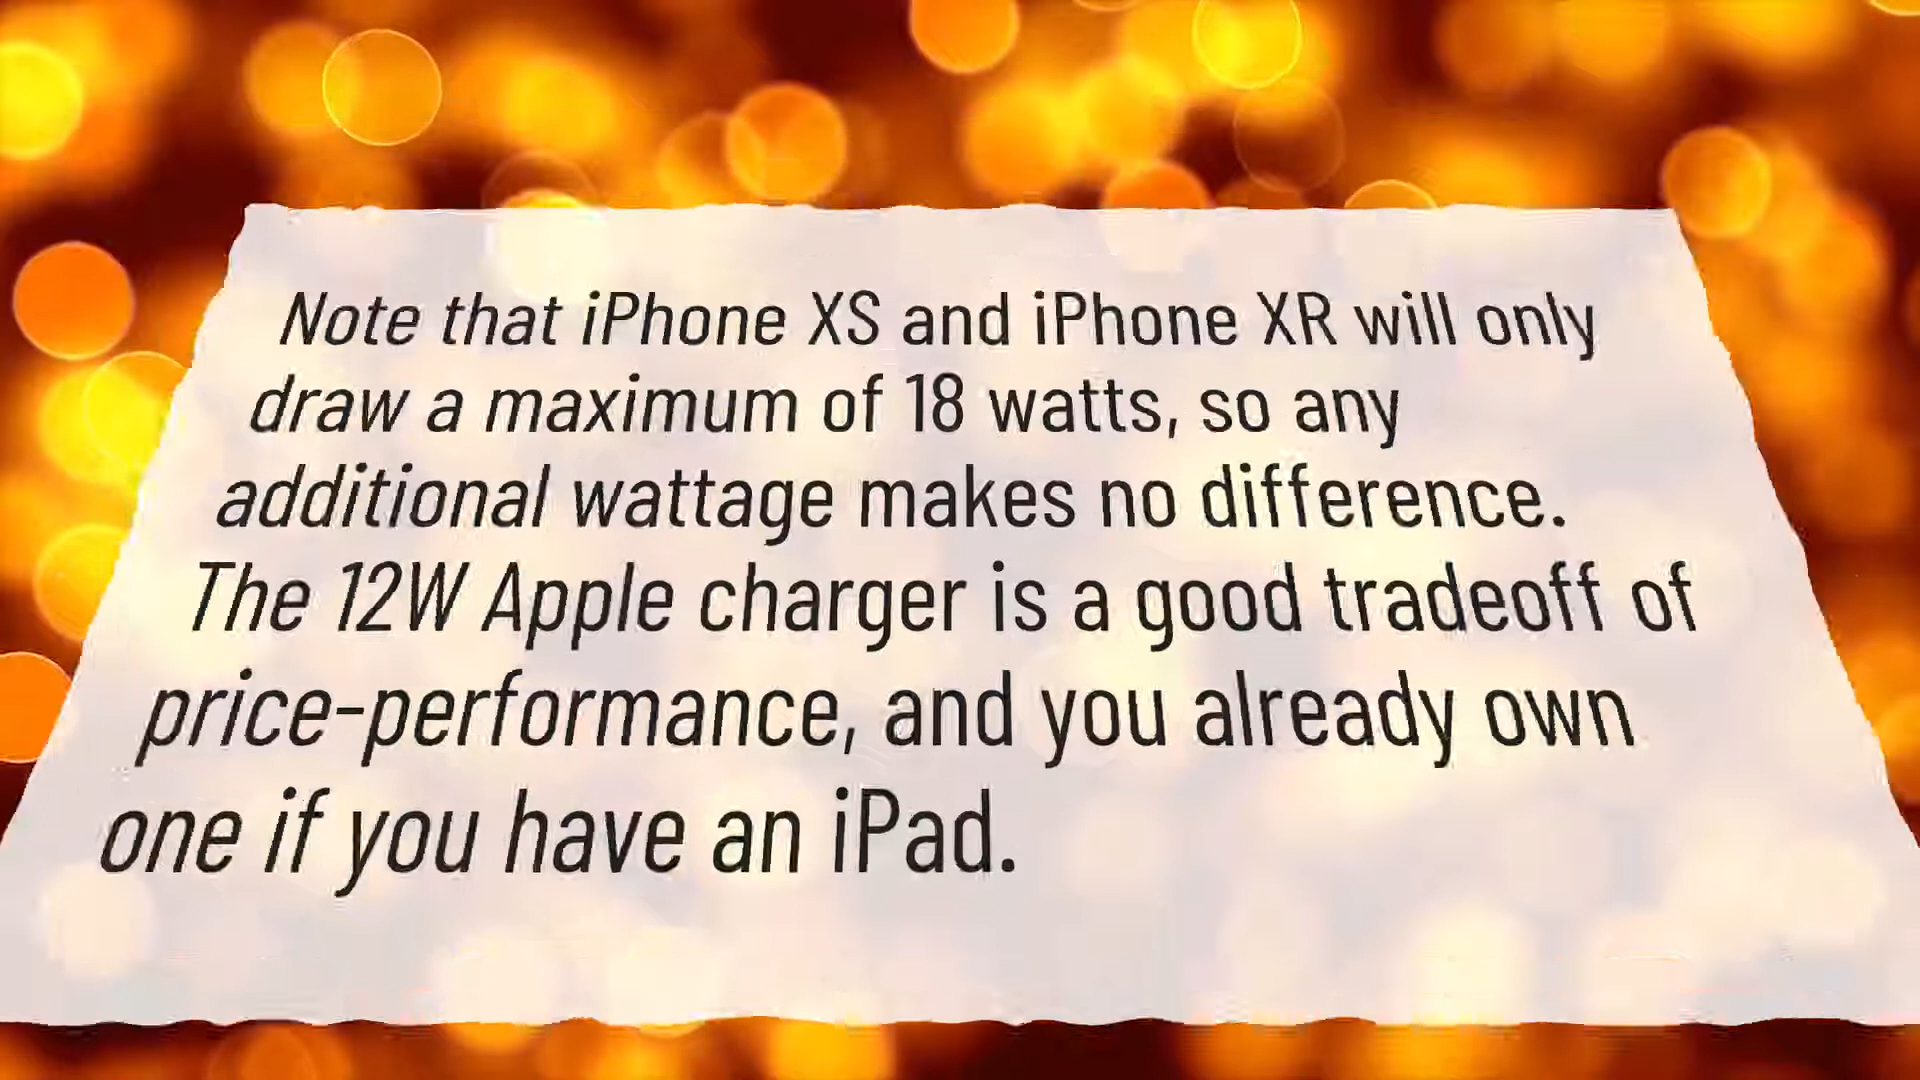 Note that iPhone XS and iPhone XR will only
draw a maximum of 18 watts, so any
additional wattage makes no difference.
The 12W Apple charger is a good tradeoff of
price-performance, and you already own
one if you have an iPad.